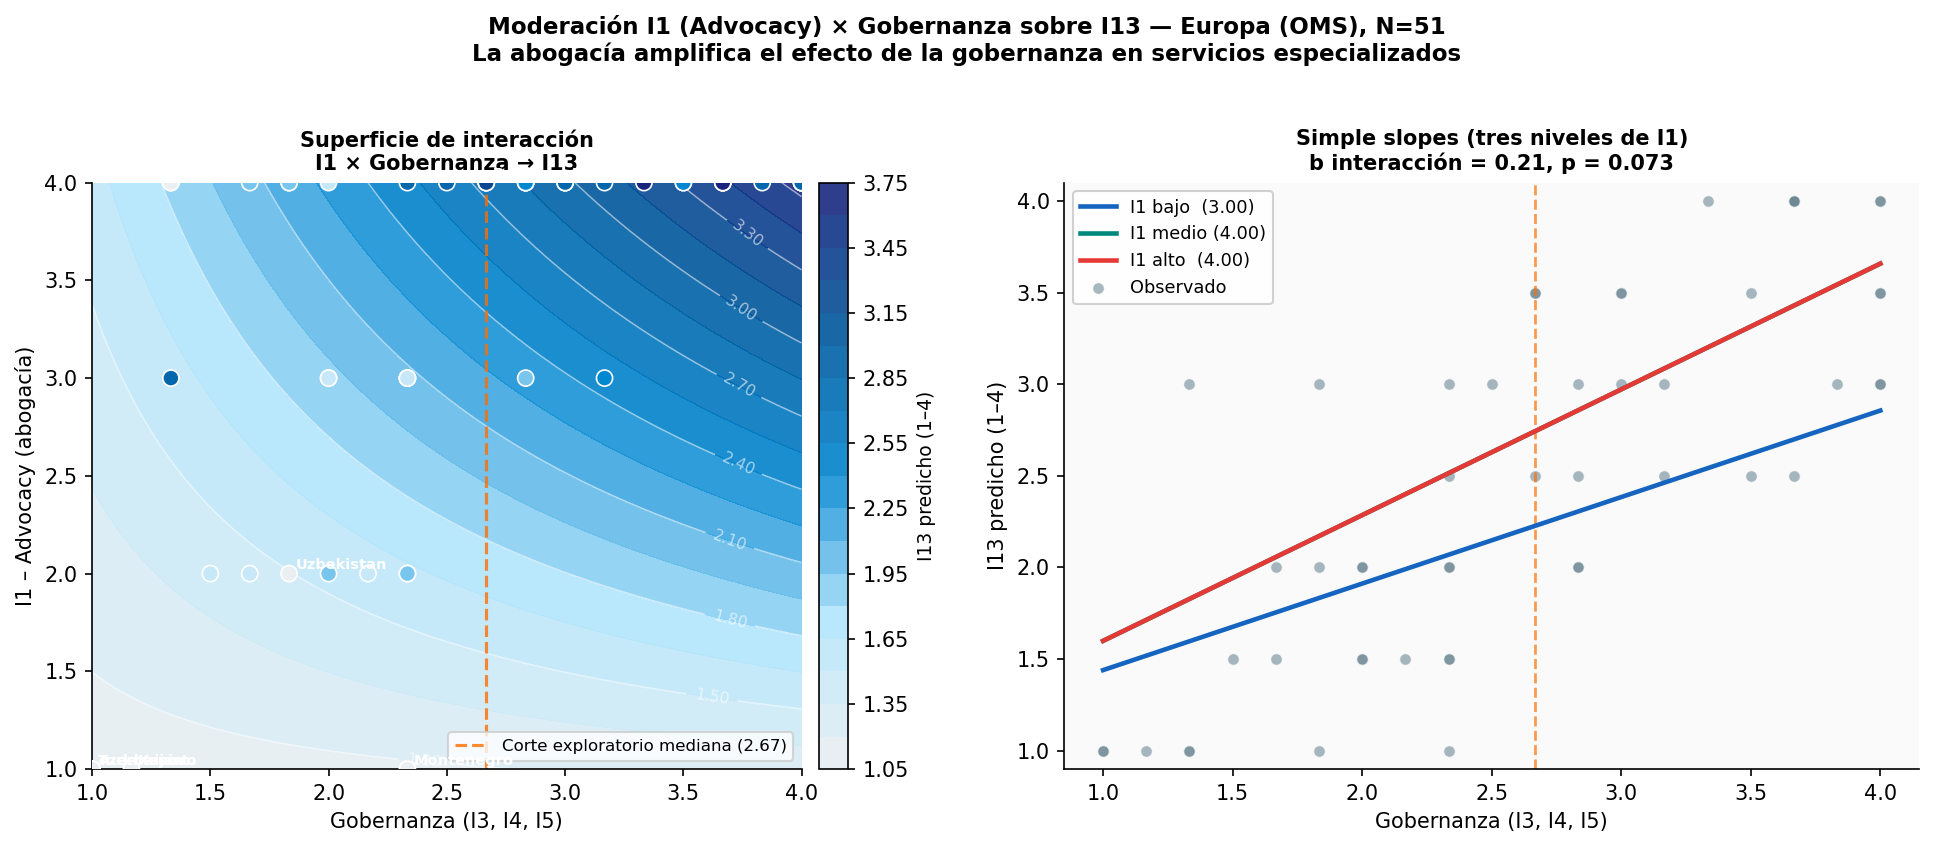 Moderación I1 (Advocacy) × Gobernanza sobre I13 — Europa (OMS), N=51
La abogacía amplifica el efecto de la gobernanza en servicios especializados
Superficie de interacción
I1 × Gobernanza → I13
4.0
3.5
3.0
2.5
2.0
1.5
1.0
I1 – Advocacy (abogacía)
3.30
3.00
2.70
2.40
2.10
1.80
1.50
Uzbekistan
Montenegro
Corte exploratorio mediana (2.67)
1.0
1.5
2.0
2.5
3.0
3.5
4.0
Gobernanza (I3, I4, I5)
3.75
3.45
3.15
2.85
2.55
2.25
1.95
1.65
1.35
1.05
I13 predicho (1–4)
Simple slopes (tres niveles de I1)
b interacción = 0.21, p = 0.073
I1 bajo (3.00)
I1 medio (4.00)
I1 alto (4.00)
Observado
4.0
3.5
3.0
2.5
2.0
1.5
1.0
I13 predicho (1–4)
1.0
1.5
2.0
2.5
3.0
3.5
4.0
Gobernanza (I3, I4, I5)